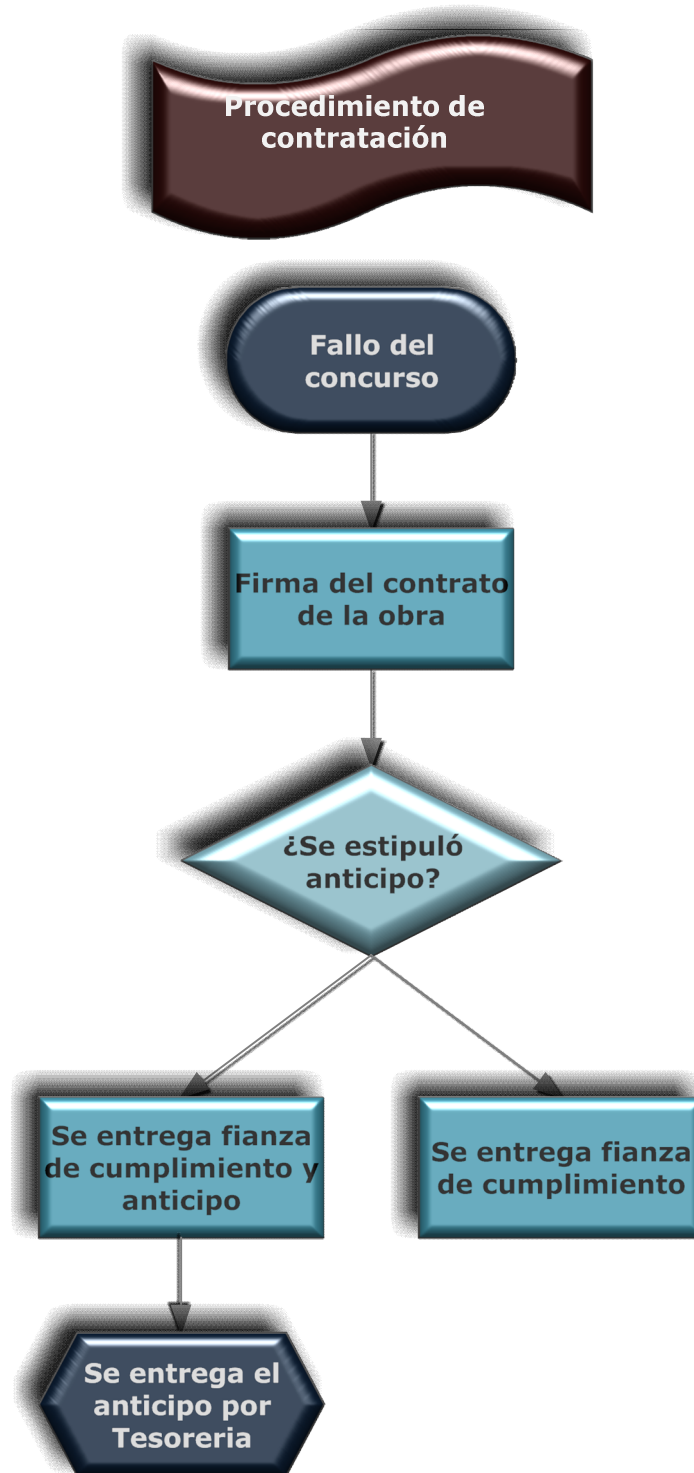 Procedimiento de
contratación
Fallo del
concurso
Firma del contrato
de la obra
¿Se estipuló
anticipo?
Se entrega fianza
de cumplimiento y
anticipo
Se entrega fianza
de cumplimiento
Se entrega el
anticipo por
Tesoreria